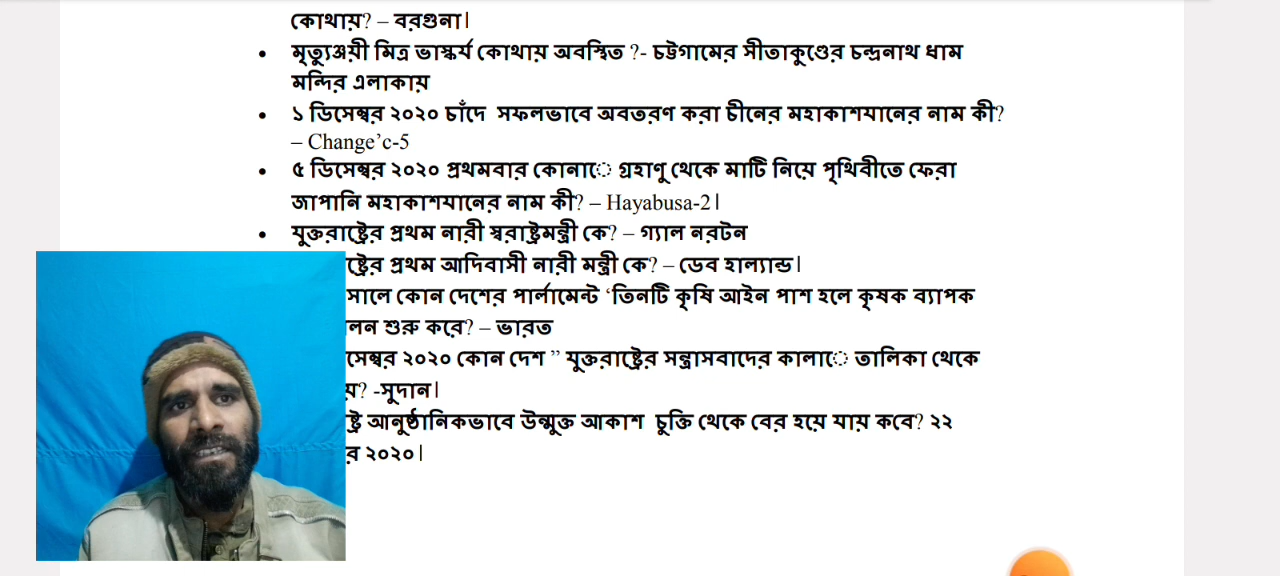 কোথায়? – বরগুনা।
• মৃত্যুঞ্জয়ী মিত্র ভাস্কর্য কোথায় অবস্থিত ?- চট্টগামের সীতাকুণ্ডের চন্দ্রনাথ ধাম
মন্দির এলাকায়
• ১ ডিসেম্বর ২০২০ চাঁদে সফলভাবে অবতরণ করা চীনের মহাকাশযানের নাম কী?
– Change’c-5
• ৫ ডিসেম্বর ২০২০ প্রথমবার কোনাে গ্রহাণু থেকে মাটি নিয়ে পৃথিবীতে ফেরা
জাপানি মহাকাশযানের নাম কী? – Hayabusa-2।
• যুক্তরাষ্ট্রের প্রথম নারী স্বরাষ্ট্রমন্ত্রী কে? – গ্যাল নরটন
ষ্ট্রের প্রথম আদিবাসী নারী মন্ত্রী কে? – ডেব হাল্যান্ড।
সালে কোন দেশের পার্লামেন্ট ‘তিনটি কৃষি আইন পাশ হলে কৃষক ব্যাপক
লন শুরু করে? – ভারত
সেম্বর ২০২০ কোন দেশ ” যুক্তরাষ্ট্রের সন্ত্রাসবাদের কালাে তালিকা থেকে
য়? -সুদান।
ষ্ট্র আনুষ্ঠানিকভাবে উন্মুক্ত আকাশ চুক্তি থেকে বের হয়ে যায় কবে? ২২
র ২০২০।